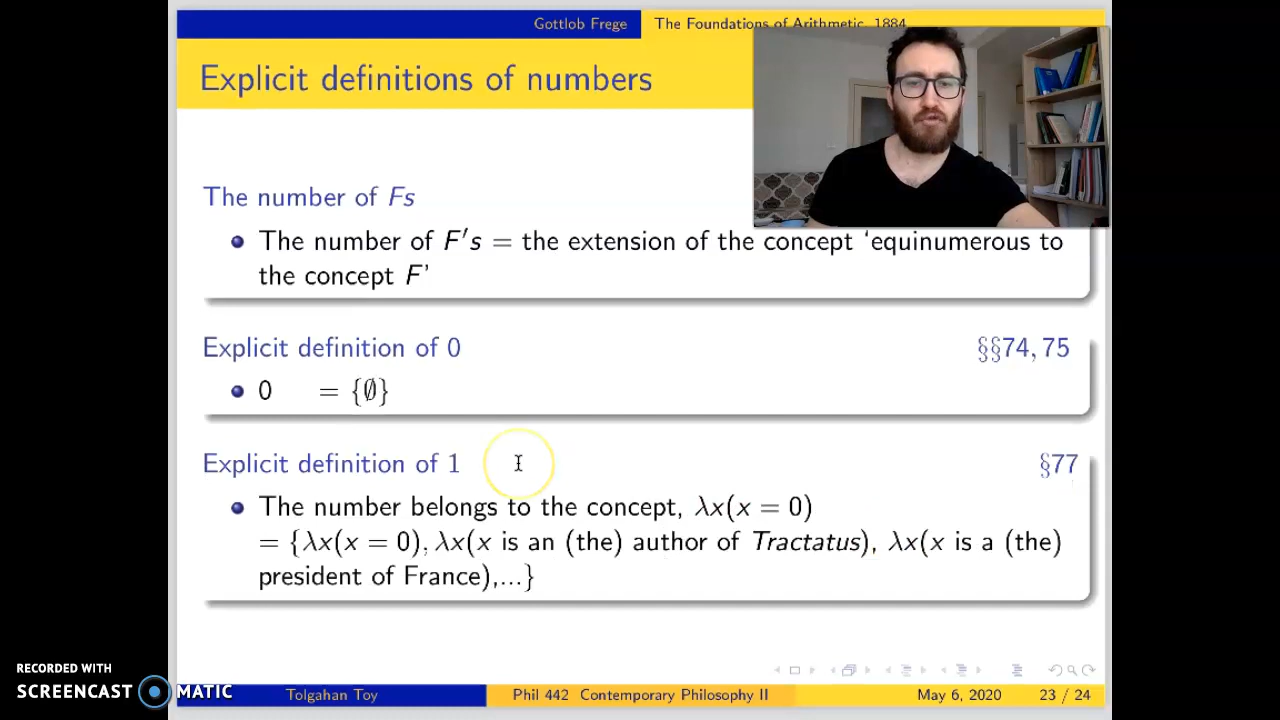 Gottlob Frege The Foundations of Arithmetic, 1884
Explicit definitions of numbers
The number of Fs
The number of F′s = the extension of the concept ‘equinumerous to
the concept F’
Explicit definition of 0 §§74, 75
0 = {∅}
Explicit definition of 1 §77
The number belongs to the concept, λx(x = 0)
= {λx(x = 0), λx(x is an (the) author of Tractatus), λx(x is a (the)
president of France),...}
RECORDED WITH
SCREENCAST MATIC
Tolgahan Toy Phil 442 Contemporary Philosophy II May 6, 2020 23 / 24